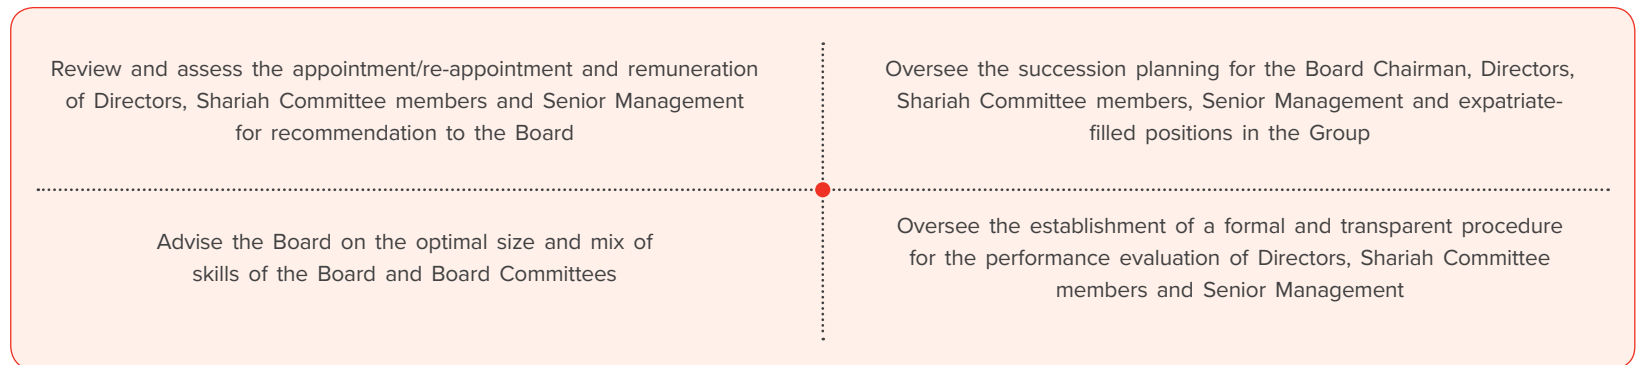 Review and assess the appointment/re-appointment and remuneration
of Directors, Shariah Committee members and Senior Management
for recommendation to the Board
Oversee the succession planning for the Board Chairman, Directors,
Shariah Committee members, Senior Management and expatriate-
filled positions in the Group
Advise the Board on the optimal size and mix of
skills of the Board and Board Committees
Oversee the establishment of a formal and transparent procedure
for the performance evaluation of Directors, Shariah Committee
members and Senior Management